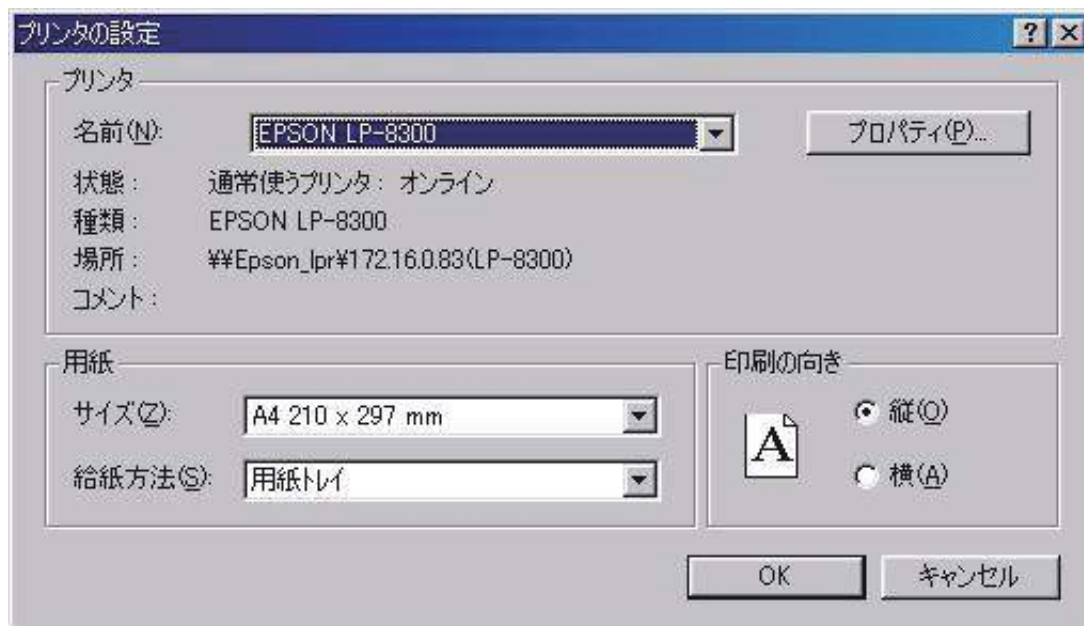 プリンタの設定
プリンタ
名前(N): EPSON LP-8300 プロパティ(P)...
状態: 通常使うプリンタ: オンライン
種類: EPSON LP-8300
場所: ¥¥Epson_lpr¥172.16.0.83(LP-8300)
コメント:
用紙
サイズ(Z): A4 210 x 297 mm
給紙方法(S): 用紙トレイ
印刷の向き
A
縦(O)
横(A)
OK キャンセル